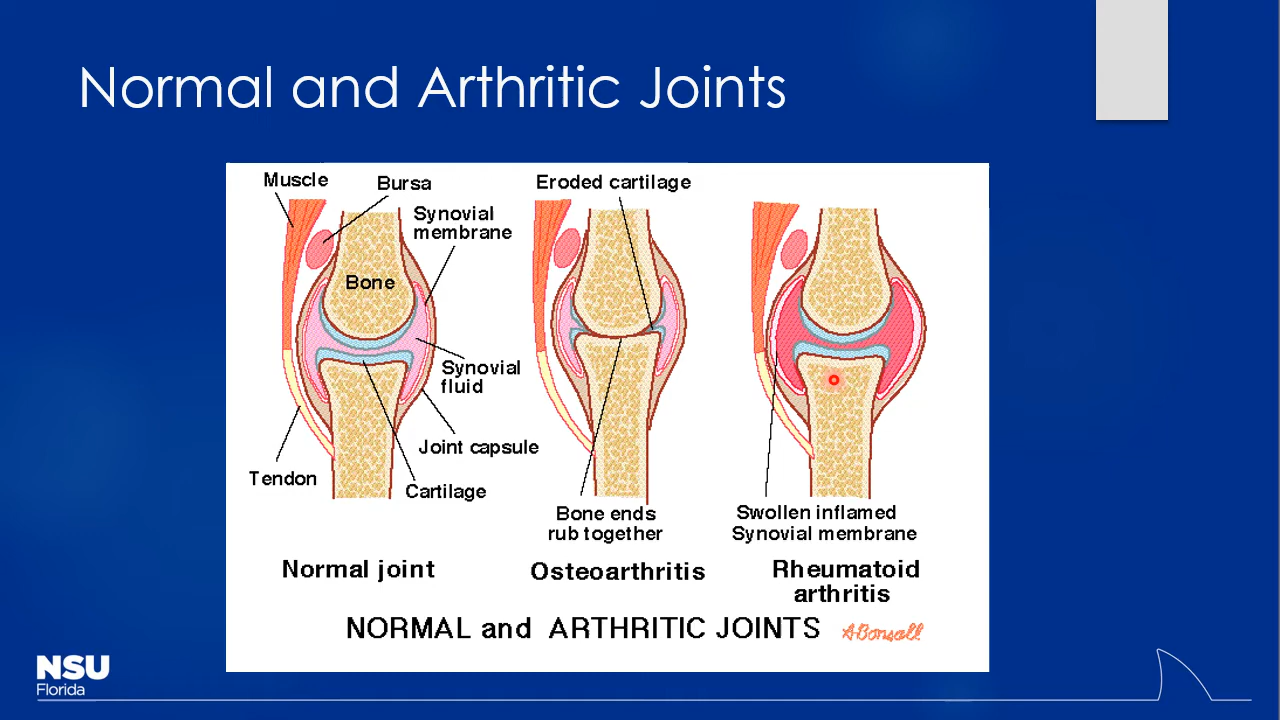 Normal and Arthritic Joints
Muscle
Bursa
Synovial
membrane
Bone
Synovial
fluid
Joint capsule
Tendon
Cartilage
Normal joint
Eroded cartilage
Bone ends
rub together
Osteoarthritis
Swollen inflamed
Synovial membrane
Rheumatoid
arthritis
NORMAL and ARTHRITIC JOINTS
A Bonsall
NSU
Florida